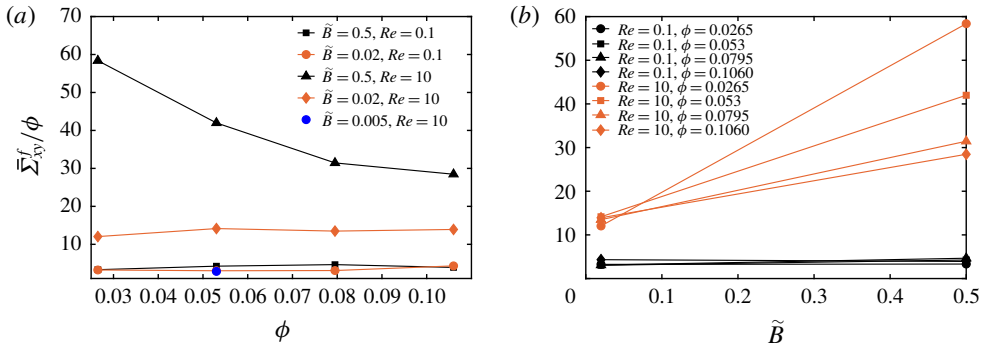 (a)
70
60
50
40
30
20
10
0.03 0.04 0.05 0.06 0.07 0.08 0.09 0.10
ϕ
Σ̄ᶠxy/ϕ
B̃ = 0.5, Re = 0.1
B̃ = 0.02, Re = 0.1
B̃ = 0.5, Re = 10
B̃ = 0.02, Re = 10
B̃ = 0.005, Re = 10
(b)
60
50
40
30
20
10
0 0.1 0.2 0.3 0.4 0.5
B̃
Re = 0.1, ϕ = 0.0265
Re = 0.1, ϕ = 0.053
Re = 0.1, ϕ = 0.0795
Re = 0.1, ϕ = 0.1060
Re = 10, ϕ = 0.0265
Re = 10, ϕ = 0.053
Re = 10, ϕ = 0.0795
Re = 10, ϕ = 0.1060